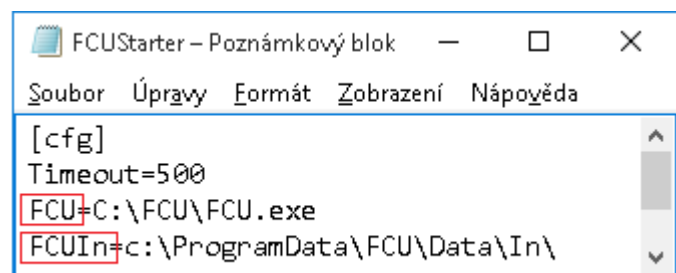 FCUStarter – Poznámkový blok
Soubor Úpravy Formát Zobrazení Nápověda
[cfg]
Timeout=500
FCU=C:\FCU\FCU.exe
FCUIn=c:\ProgramData\FCU\Data\In\